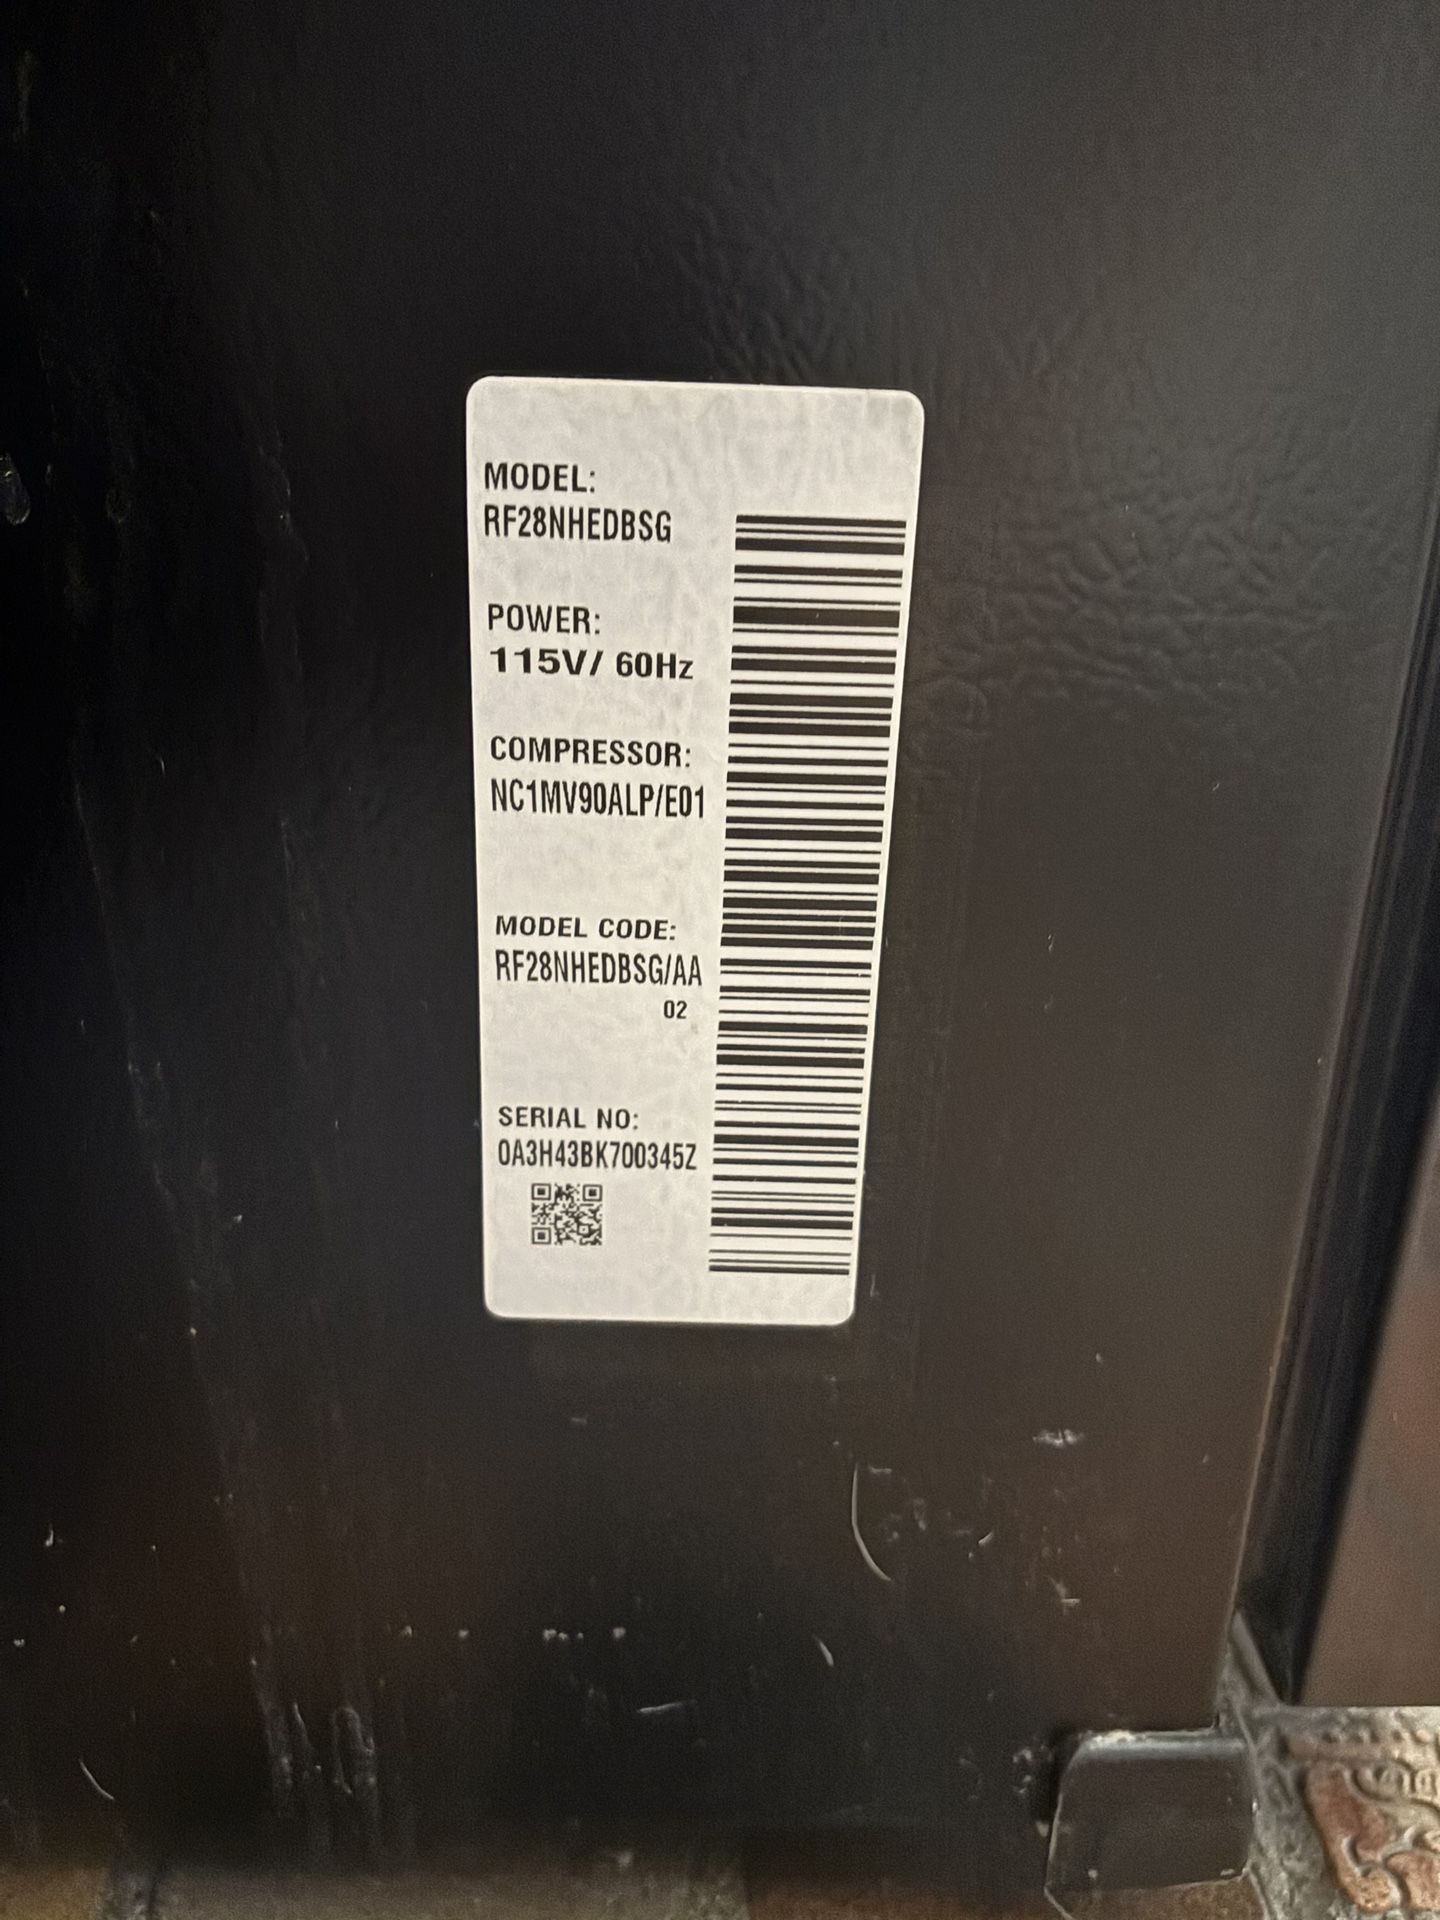 MODEL:
RF28NHEDBSG
POWER:
115V/ 60Hz
COMPRESSOR:
NC1MV90ALP/E01
MODEL CODE:
RF28NHEDBSG/AA
02
SERIAL NO:
0A3H43BK700345Z